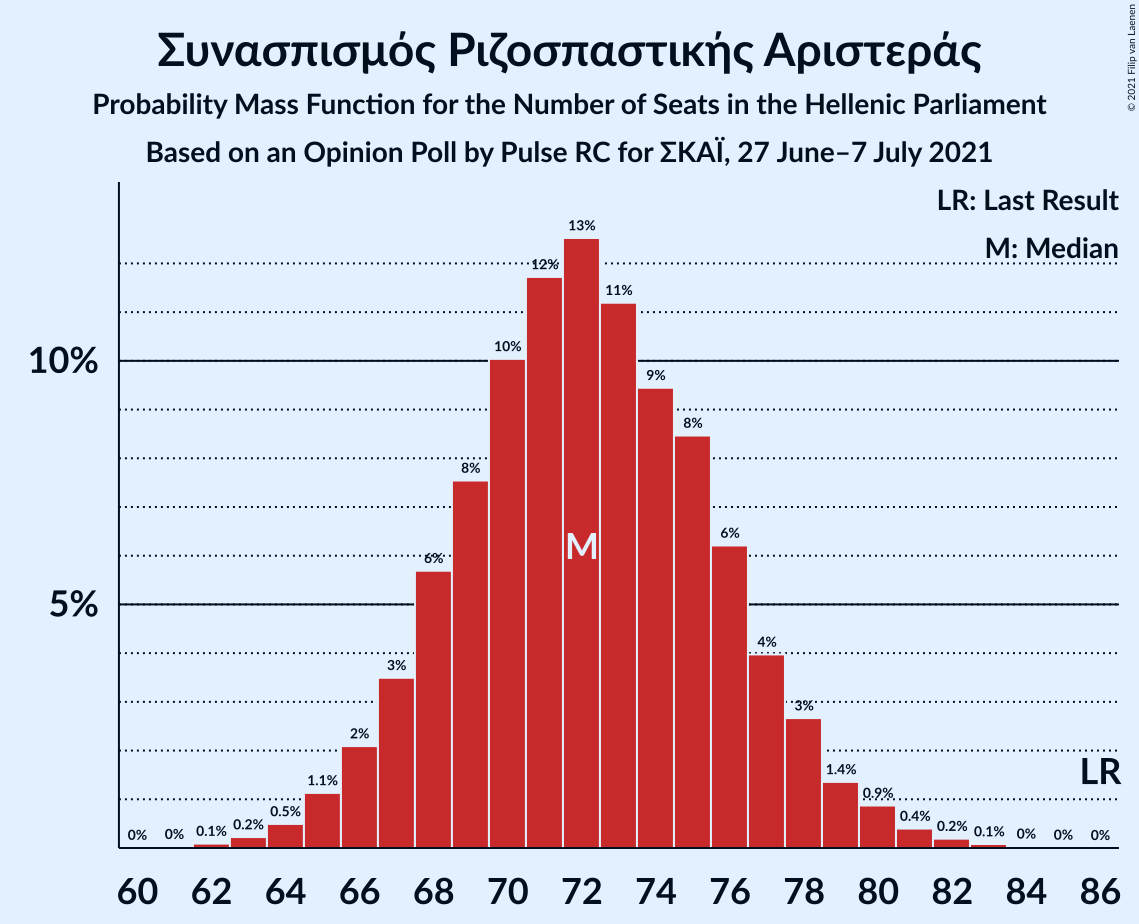 Συνασπισμός Ριζοσπαστικής Αριστεράς
Probability Mass Function for the Number of Seats in the Hellenic Parliament
Based on an Opinion Poll by Pulse RC for ΣΚΑΪ, 27 June–7 July 2021
© 2021 Filip van Laenen
LR: Last Result
M: Median
10%
5%
0% 0% 0.1% 0.2% 0.5% 1.1% 2% 3% 6% 8% 10% 12% 13% 11% 9% 8% 6% 4% 3% 1.4% 0.9% 0.4% 0.2% 0.1% 0% 0% 0%
M
LR
60 62 64 66 68 70 72 74 76 78 80 82 84 86